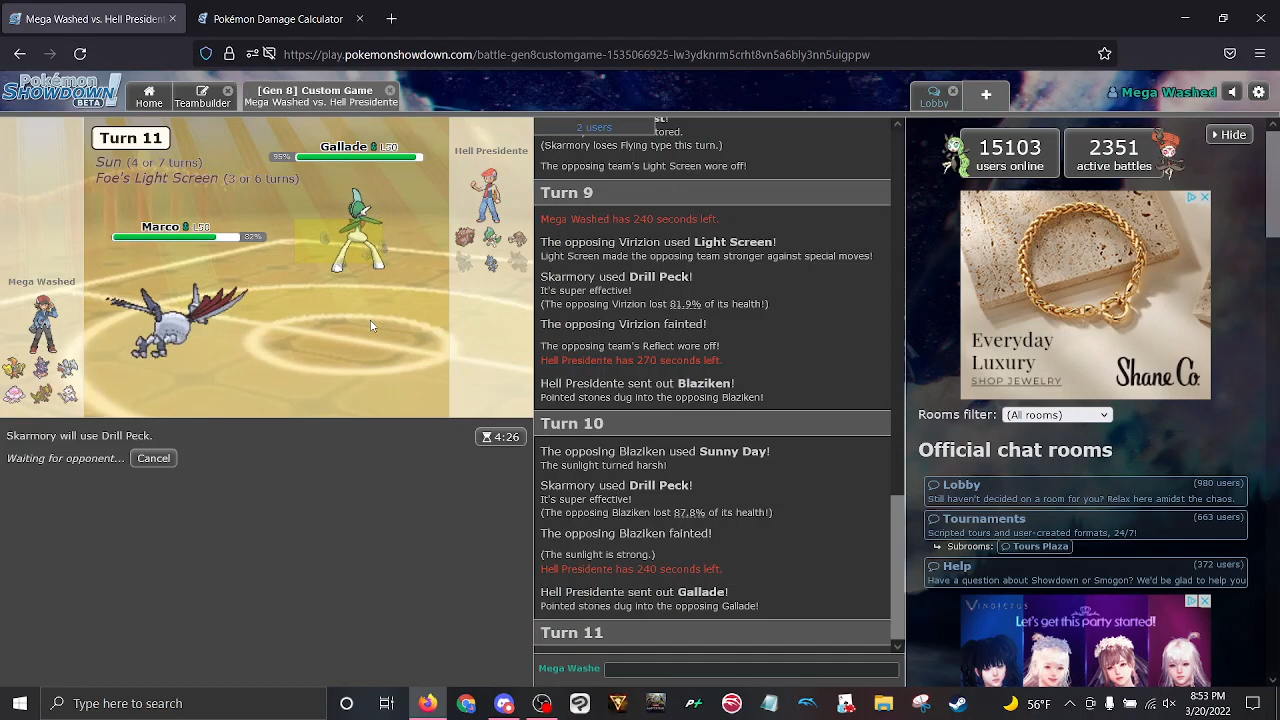 Mega Washed vs. Hell Presiden
Pokémon Damage Calculator
https://play.pokemonshowdown.com/battle-gen8customgame-1535066925-lw3ydknrm5crht8vn5a6bly3nn5uigppw
Pokémon
Showdown!
BETA
Home
Teambuilder
[Gen 8] Custom Game
Mega Washed vs. Hell Presidente
Lobby
Mega Washed
Turn 11
Sun (4 or 7 turns)
Foe's Light Screen (3 or 6 turns)
Gallade L50
95%
Marco L50
82%
Mega Washed
Hell Presidente
Skarmory will use Drill Peck.
4:26
Waiting for opponent... Cancel
2 users
(Skarmory loses Flying type this turn.)
The opposing team's Light Screen wore off!
Turn 9
Mega Washed has 240 seconds left.
The opposing Virizion used Light Screen!
Light Screen made the opposing team stronger against special moves!
Skarmory used Drill Peck!
It's super effective!
(The opposing Virizion lost 81.9% of its health!)
The opposing Virizion fainted!
The opposing team's Reflect wore off!
Hell Presidente has 270 seconds left.
Hell Presidente sent out Blaziken!
Pointed stones dug into the opposing Blaziken!
Turn 10
The opposing Blaziken used Sunny Day!
The sunlight turned harsh!
Skarmory used Drill Peck!
It's super effective!
(The opposing Blaziken lost 87.8% of its health!)
The opposing Blaziken fainted!
(The sunlight is strong.)
Hell Presidente has 240 seconds left.
Hell Presidente sent out Gallade!
Pointed stones dug into the opposing Gallade!
Turn 11
Mega Washe
15103
users online
2351
active battles
Hide
Everyday
Luxury
SHOP JEWELRY
Shane Co.
Rooms filter: (All rooms)
Official chat rooms
Lobby (980 users)
Still haven't decided on a room for you? Relax here amidst the chaos.
Tournaments (663 users)
Scripted tours and user-created formats, 24/7!
Subrooms: Tours Plaza
Help (372 users)
Have a question about Showdown or Smogon? We'd be glad to help you
VINDICTUS
Let's get this party started!
Type here to search
56°F
8:53 PM
3/20/2022